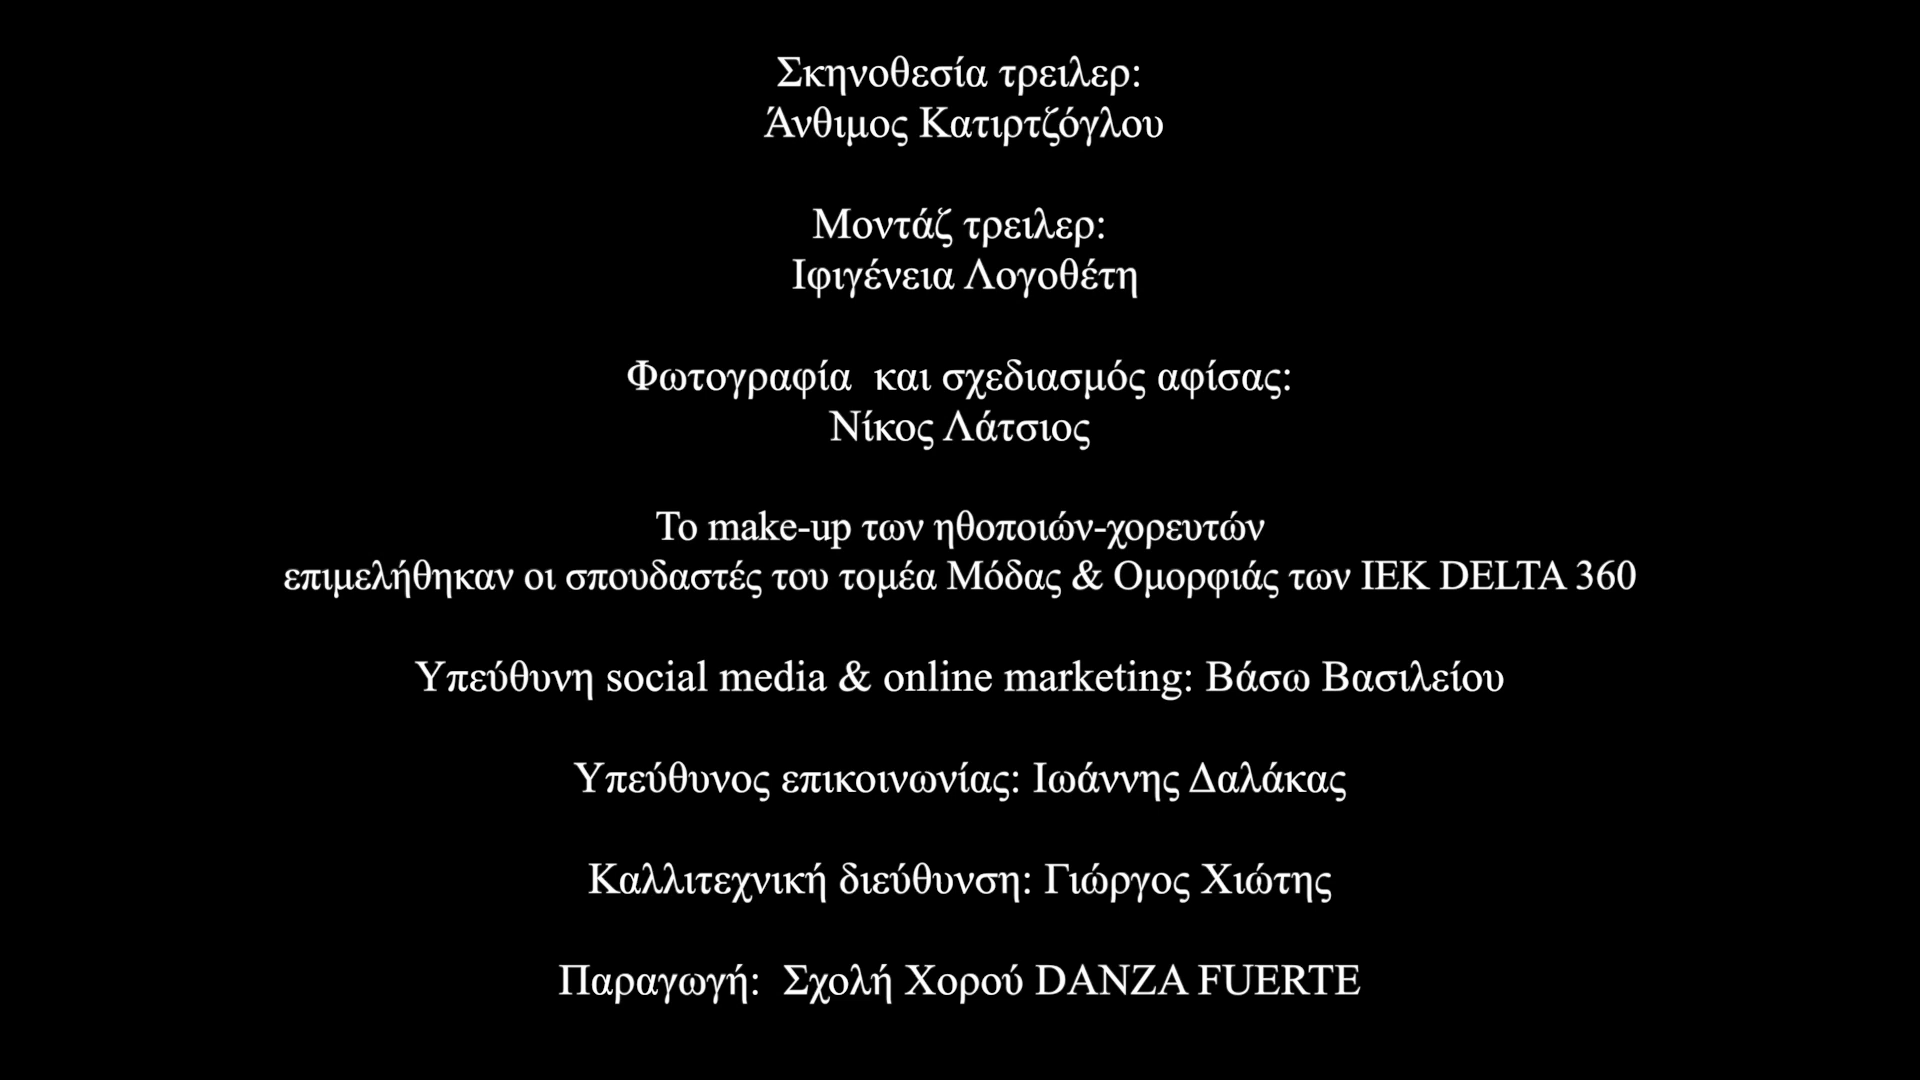 Σκηνοθεσία τρειλερ:
Άνθιμος Κατιρτζόγλου
Μοντάζ τρειλερ:
Ιφιγένεια Λογοθέτη
Φωτογραφία  και σχεδιασμός αφίσας:
Νίκος Λάτσιος
Το make-up των ηθοποιών-χορευτών
επιμελήθηκαν οι σπουδαστές του τομέα Μόδας & Ομορφιάς των ΙΕΚ DELTA 360
Υπεύθυνη social media & online marketing: Βάσω Βασιλείου
Υπεύθυνος επικοινωνίας: Ιωάννης Δαλάκας
Καλλιτεχνική διεύθυνση: Γιώργος Χιώτης
Παραγωγή:  Σχολή Χορού DANZA FUERTE